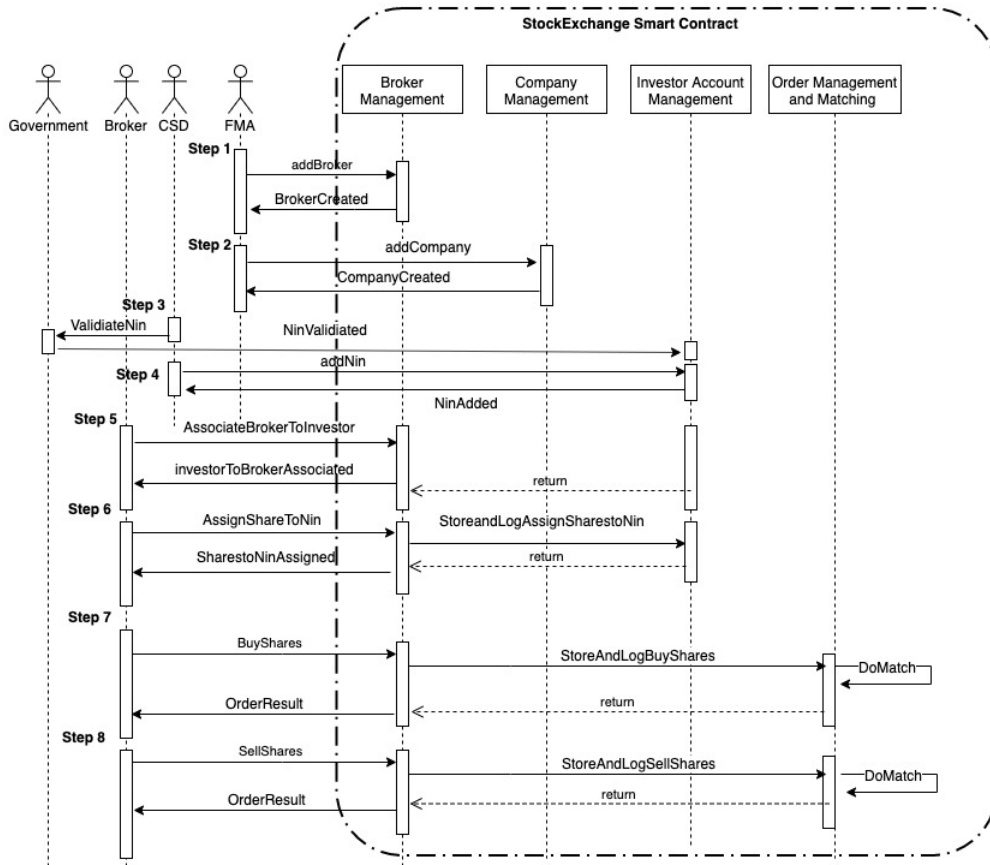 StockExchange Smart Contract
Broker
Management
Company
Management
Investor Account
Management
Order Management
and Matching
Government
Broker
CSD
FMA
Step 1
addBroker
BrokerCreated
Step 2
addCompany
CompanyCreated
Step 3
ValidiateNin
NinValidiated
Step 4
addNin
NinAdded
Step 5
AssociateBrokerToInvestor
investorToBrokerAssociated
return
Step 6
AssignShareToNin
StoreandLogAssignSharestoNin
SharestoNinAssigned
return
Step 7
BuyShares
StoreAndLogBuyShares
DoMatch
OrderResult
return
Step 8
SellShares
StoreAndLogSellShares
DoMatch
OrderResult
return